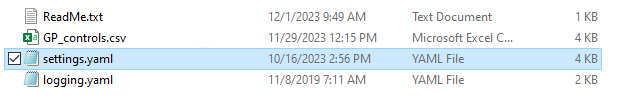 ReadMe.txt 12/1/2023 9:49 AM Text Document 1 KB
GP_controls.csv 11/29/2023 12:15 PM Microsoft Excel C... 4 KB
settings.yaml 10/16/2023 2:56 PM YAML File 4 KB
logging.yaml 11/8/2019 7:11 AM YAML File 2 KB